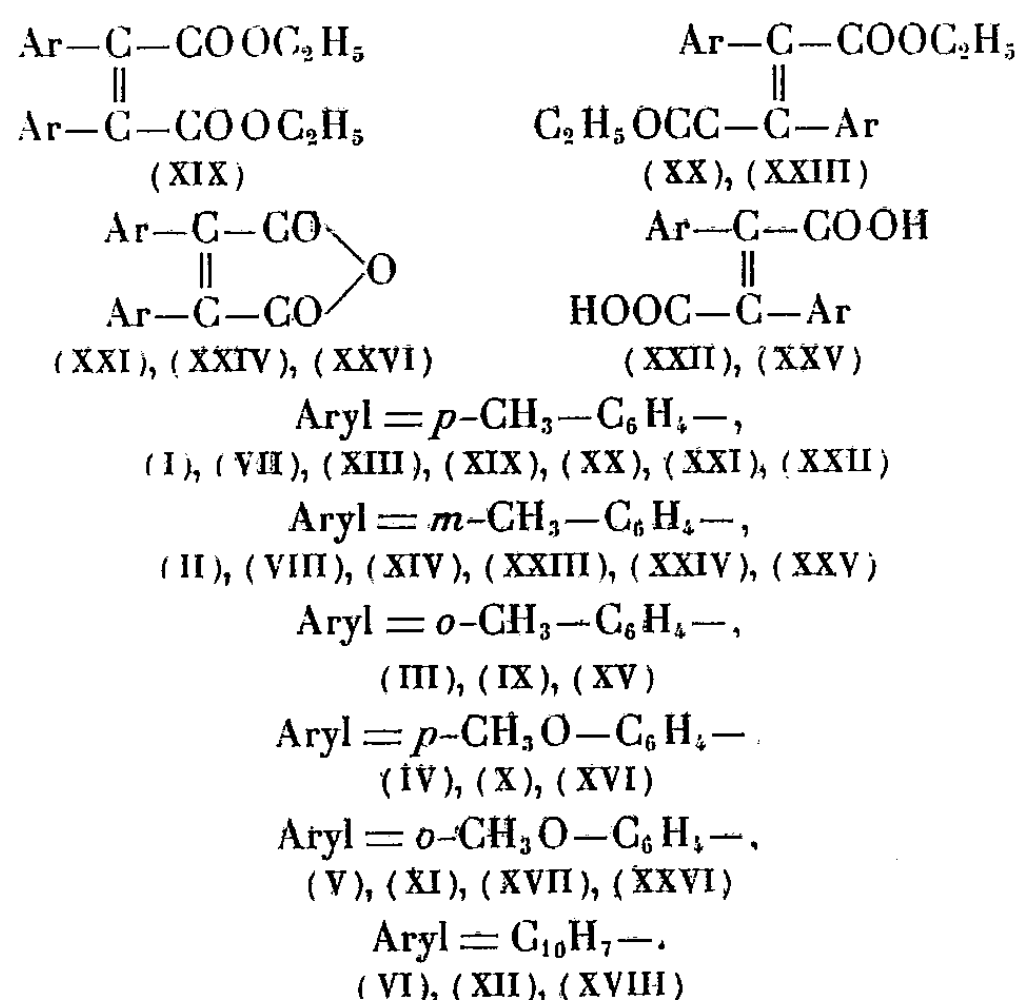 Ar—C—COOC₂H₅ Ar—C—COOC₂H₅
|| ||
Ar—C—COOC₂H₅ C₂H₅OCC—C—Ar
(XIX) (XX), (XXIII)
Ar—C—CO Ar—C—COOH
|| O ||
Ar—C—CO HOOC—C—Ar
(XXI), (XXIV), (XXVI) (XXII), (XXV)
Aryl = p-CH₃—C₆H₄—,
(I), (VII), (XIII), (XIX), (XX), (XXI), (XXII)
Aryl = m-CH₃—C₆H₄—,
(II), (VIII), (XIV), (XXIII), (XXIV), (XXV)
Aryl = o-CH₃—C₆H₄—,
(III), (IX), (XV)
Aryl = p-CH₃O—C₆H₄—
(IV), (X), (XVI)
Aryl = o-CH₃O—C₆H₄—,
(V), (XI), (XVII), (XXVI)
Aryl = C₁₀H₇—.
(VI), (XII), (XVIII)